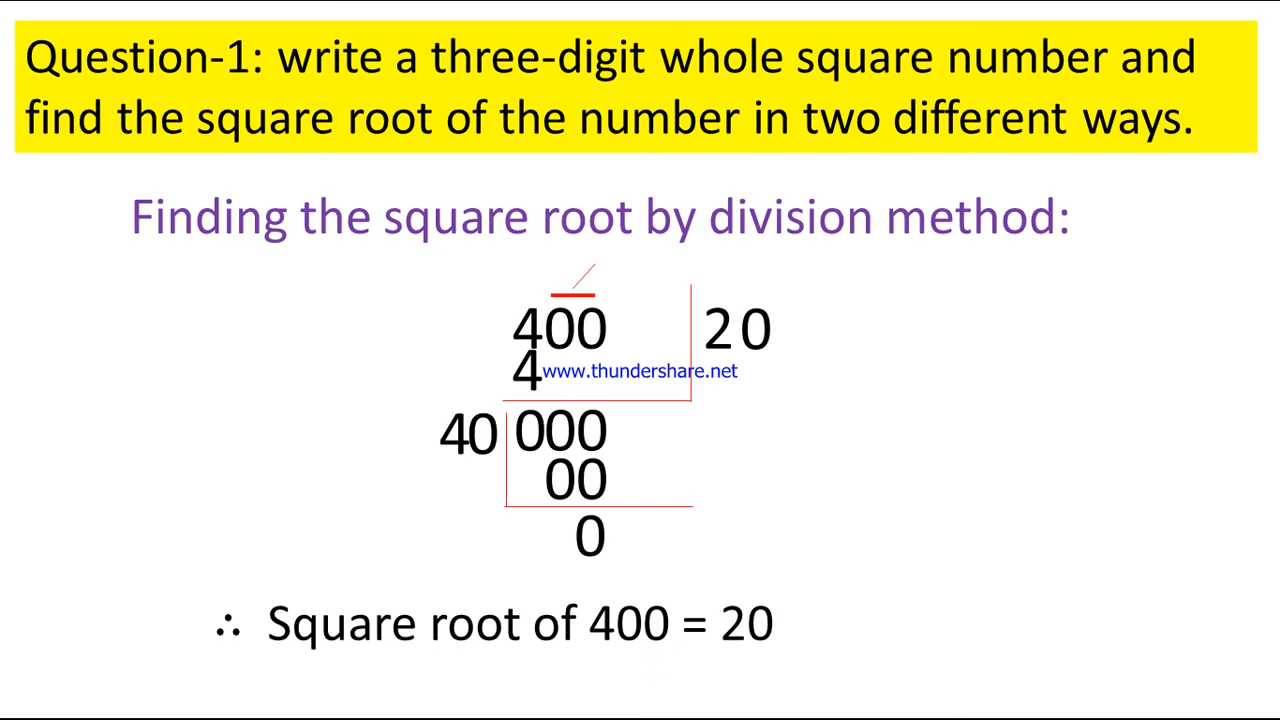 Question-1: write a three-digit whole square number and
find the square root of the number in two different ways.
Finding the square root by division method:
400 20
4
www.thundershare.net
40 000
00
0
∴ Square root of 400 = 20